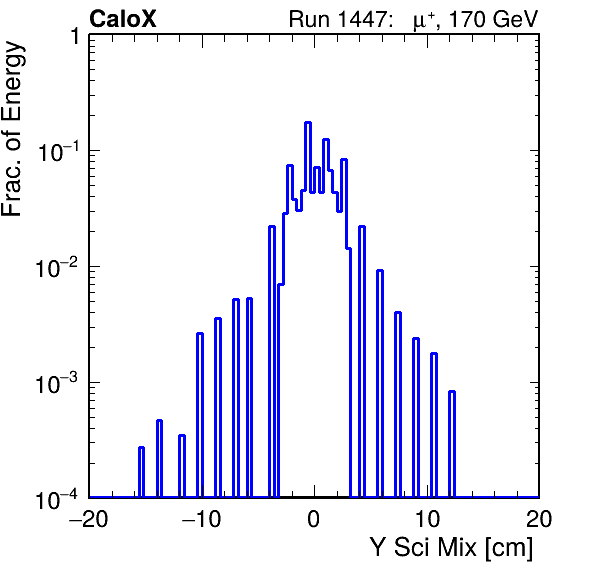 CaloX Run 1447: μ⁺, 170 GeV
Frac. of Energy
1
10⁻¹
10⁻²
10⁻³
10⁻⁴
−20 −10 0 10 20
Y Sci Mix [cm]